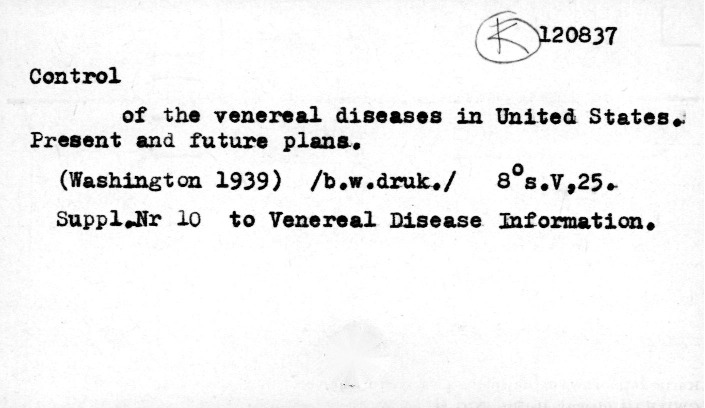 K 120837
Control
of the venereal diseases in United States.
Present and future plans.
(Washington 1939) /b.w.druk./ 8°s.V,25.
Suppl.Nr 10 to Venereal Disease Information.